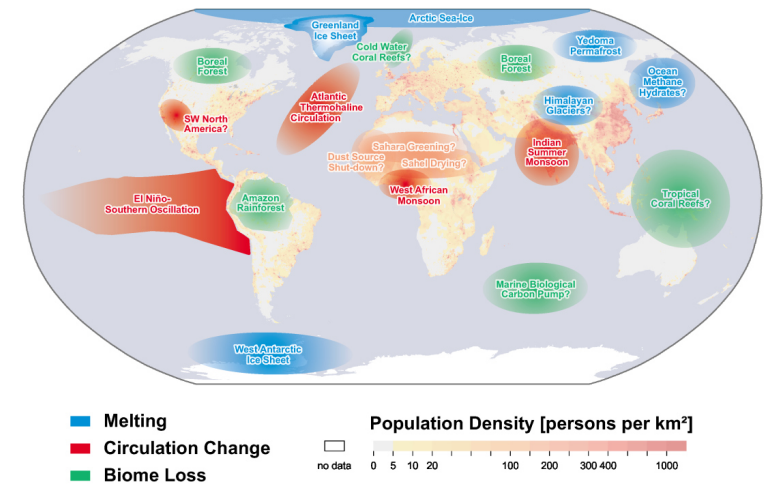 Arctic Sea-Ice
Greenland
Ice Sheet
Cold Water
Coral Reefs?
Boreal
Forest
Boreal
Forest
Yedoma
Permafrost
Ocean
Methane
Hydrates?
Atlantic
Thermohaline
Circulation
SW North
America?
Himalayan
Glaciers?
Sahara Greening?
Dust Source
Shut-down?
Sahel Drying?
Indian
Summer
Monsoon
West African
Monsoon
El Niño-
Southern Oscillation
Amazon
Rainforest
Tropical
Coral Reefs?
Marine Biological
Carbon Pump?
West Antarctic
Ice Sheet
Melting
Circulation Change
Biome Loss
Population Density [persons per km²]
no data
0 5 10 20 100 200 300 400 1000